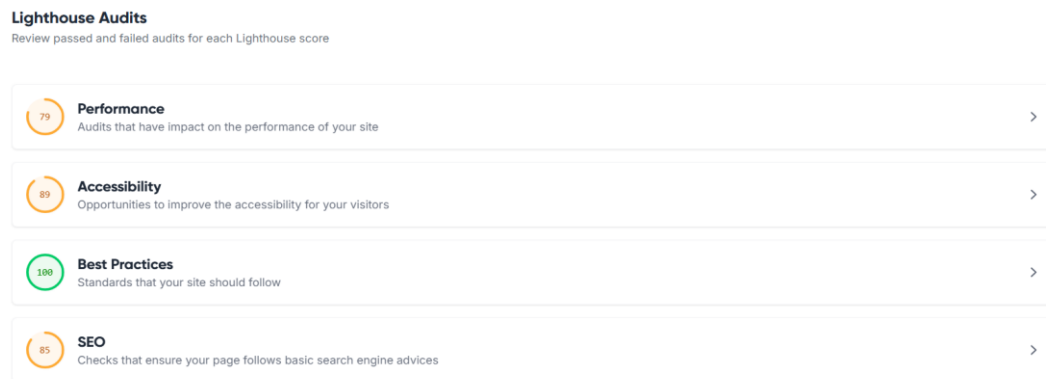 Lighthouse Audits
Review passed and failed audits for each Lighthouse score
79
Performance
Audits that have impact on the performance of your site
89
Accessibility
Opportunities to improve the accessibility for your visitors
100
Best Practices
Standards that your site should follow
85
SEO
Checks that ensure your page follows basic search engine advices